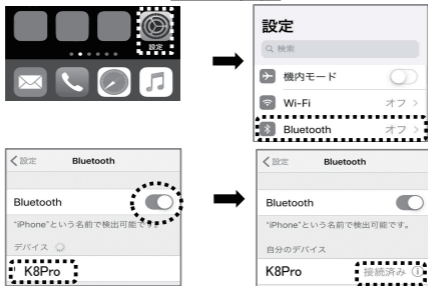 設定
設定
検索
機内モード
Wi-Fi オフ >
Bluetooth オフ >
く設定 Bluetooth
Bluetooth
"iPhone"という名前で検出可能です。
デバイス
K8Pro
く設定 Bluetooth
Bluetooth
"iPhone"という名前で検出可能です。
自分のデバイス
K8Pro 接続済み ⓘ